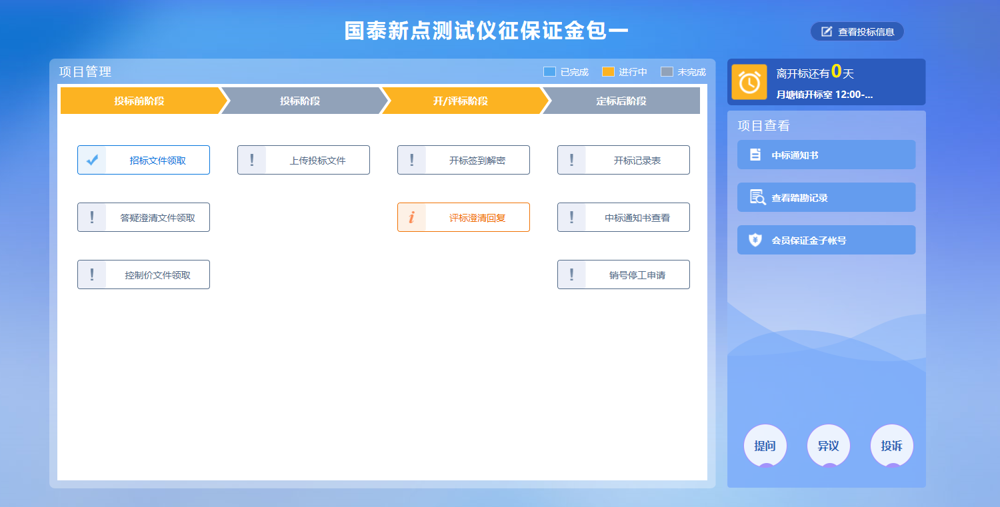 国泰新点测试仪征保证金包一
查看投标信息
项目管理
已完成 进行中 未完成
投标前阶段 投标阶段 开/评标阶段 定标后阶段
招标文件领取 上传投标文件 开标签到解密 开标记录表
答疑澄清文件领取 评标澄清回复 中标通知书查看
控制价文件领取 销号停工申请
离开标还有0天
月塘镇开标室 12:00-...
项目查看
中标通知书
查看踏勘记录
会员保证金子帐号
提问 异议 投诉